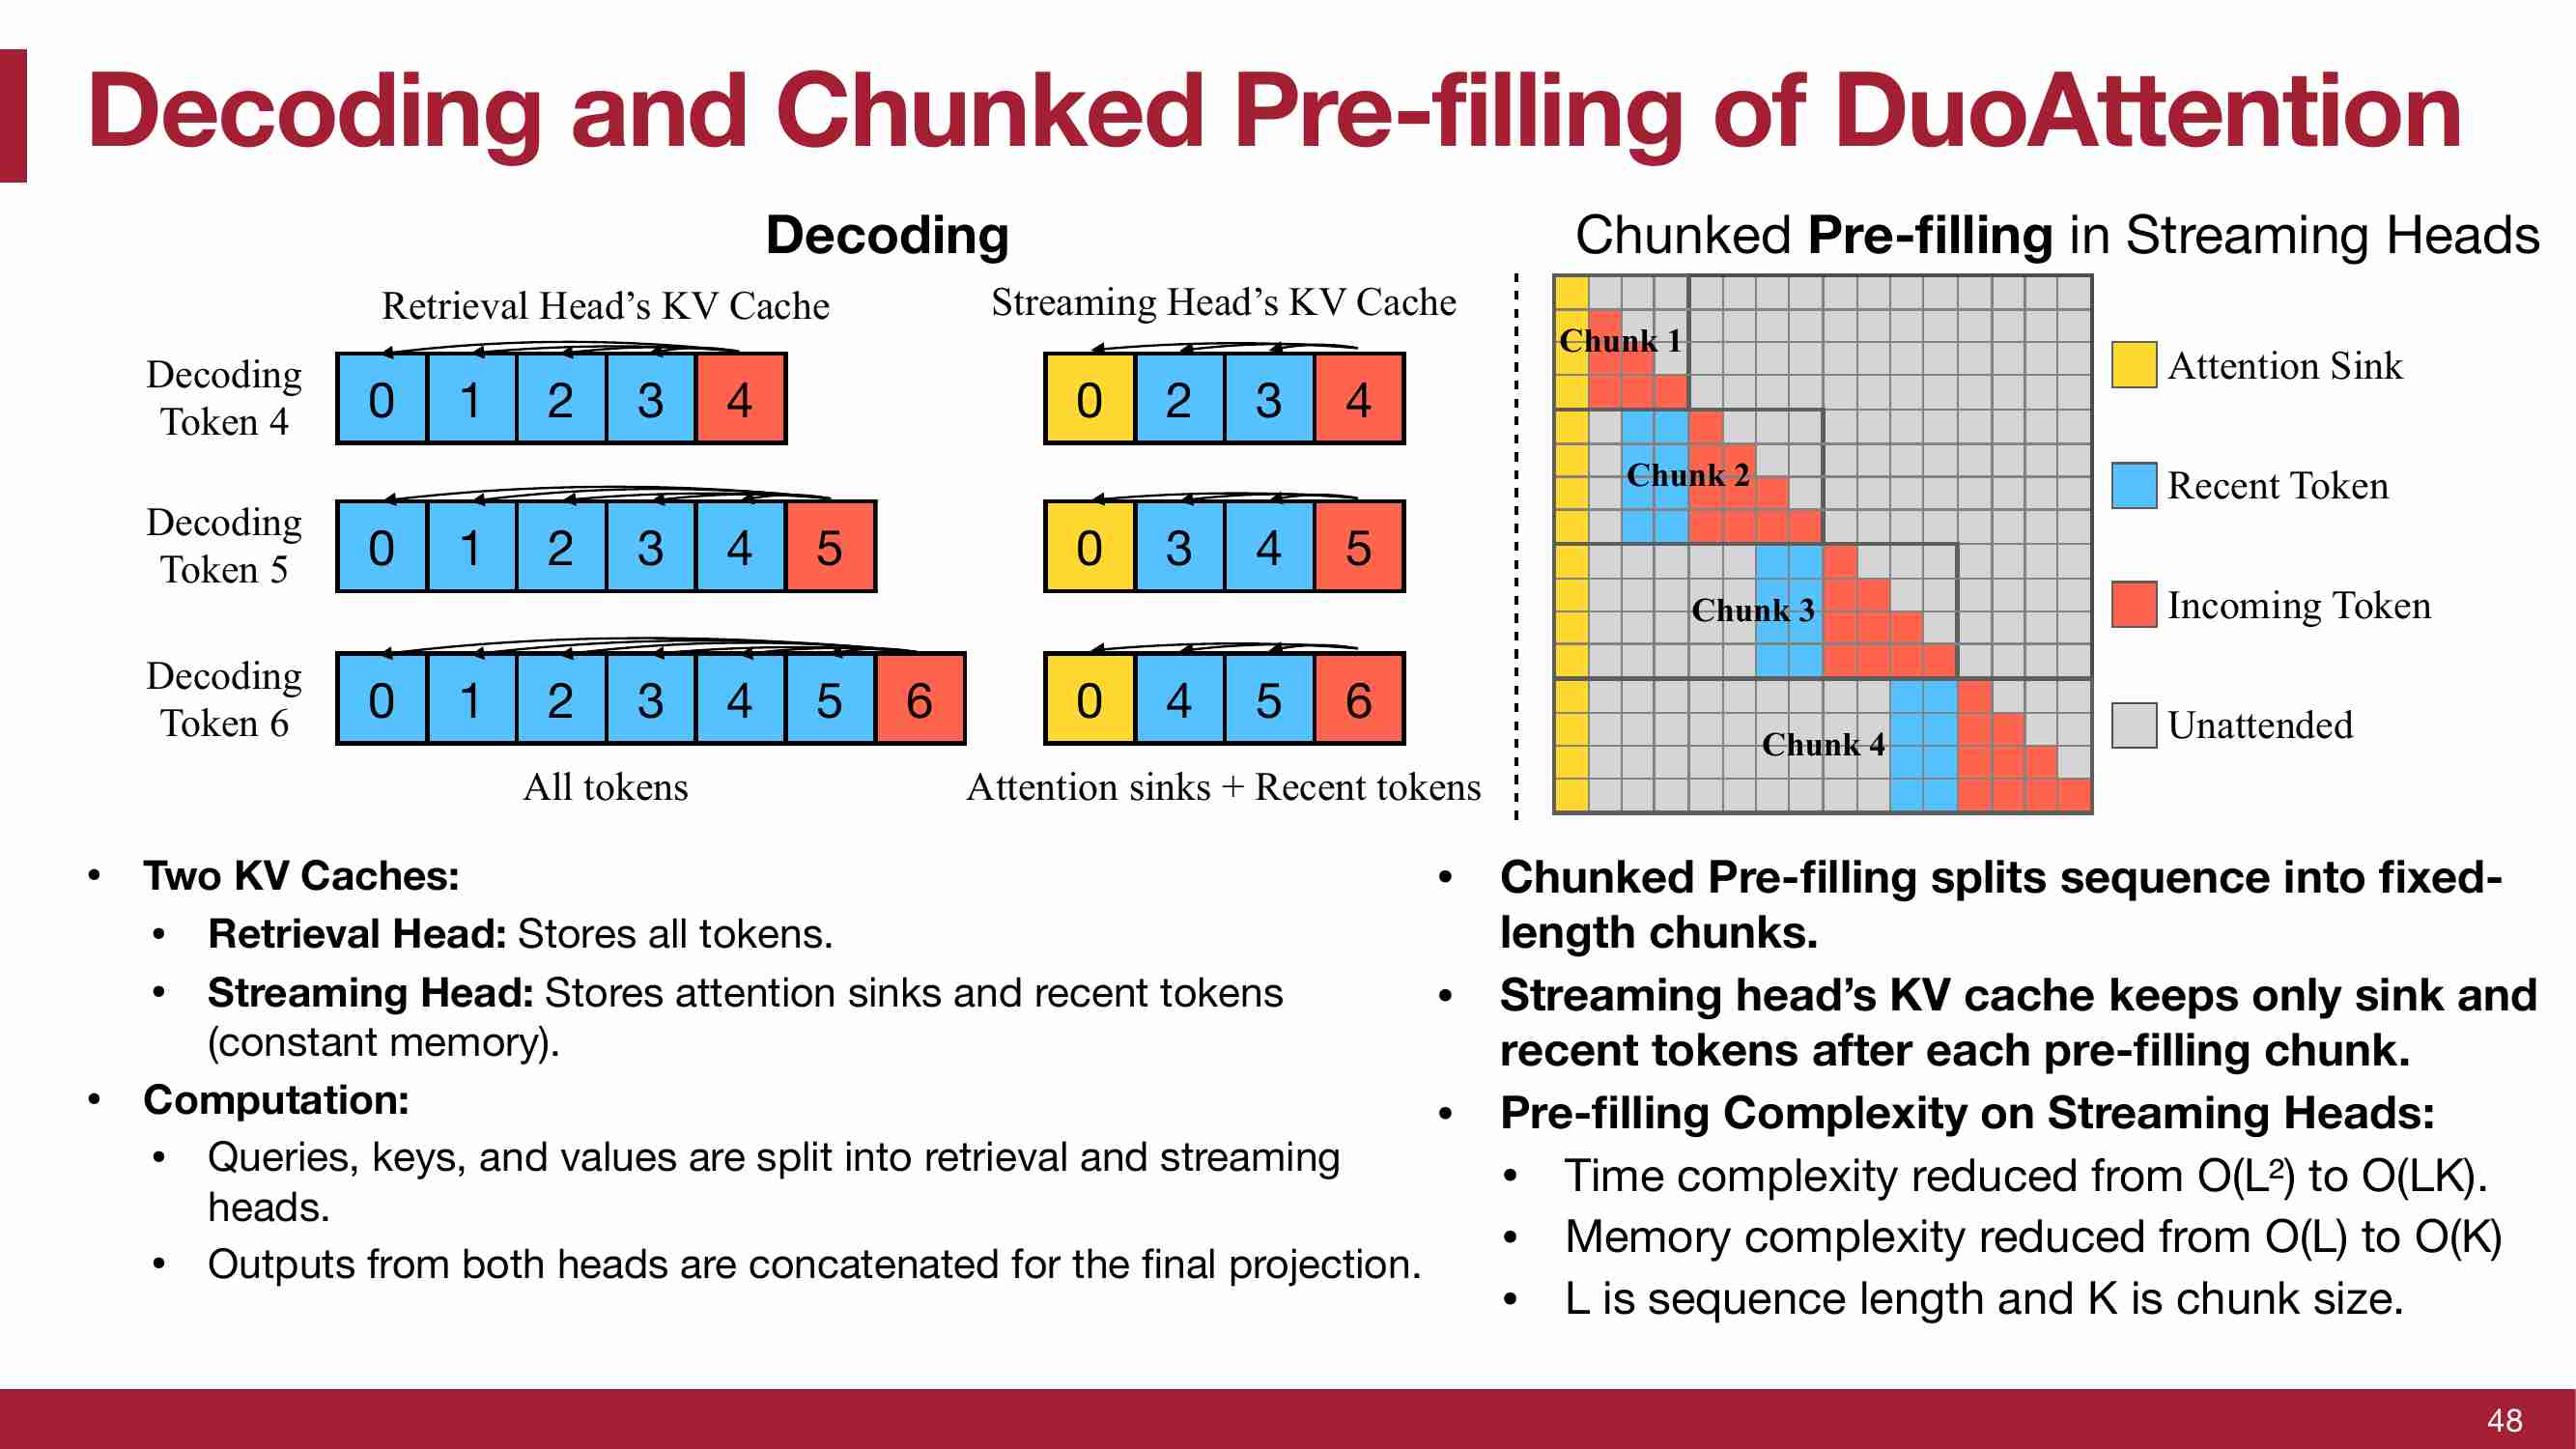 Decoding and Chunked Pre-filling of DuoAttention
Decoding
Retrieval Head's KV Cache
Streaming Head's KV Cache
Decoding
Token 4
0 1 2 3 4
0 2 3 4
Decoding
Token 5
0 1 2 3 4 5
0 3 4 5
Decoding
Token 6
0 1 2 3 4 5 6
0 4 5 6
All tokens
Attention sinks + Recent tokens
Chunked Pre-filling in Streaming Heads
Chunk 1
Chunk 2
Chunk 3
Chunk 4
Attention Sink
Recent Token
Incoming Token
Unattended
• Two KV Caches:
• Retrieval Head: Stores all tokens.
• Streaming Head: Stores attention sinks and recent tokens
(constant memory).
• Computation:
• Queries, keys, and values are split into retrieval and streaming
heads.
• Outputs from both heads are concatenated for the final projection.
• Chunked Pre-filling splits sequence into fixed-
length chunks.
• Streaming head's KV cache keeps only sink and
recent tokens after each pre-filling chunk.
• Pre-filling Complexity on Streaming Heads:
• Time complexity reduced from O(L²) to O(LK).
• Memory complexity reduced from O(L) to O(K)
• L is sequence length and K is chunk size.
48